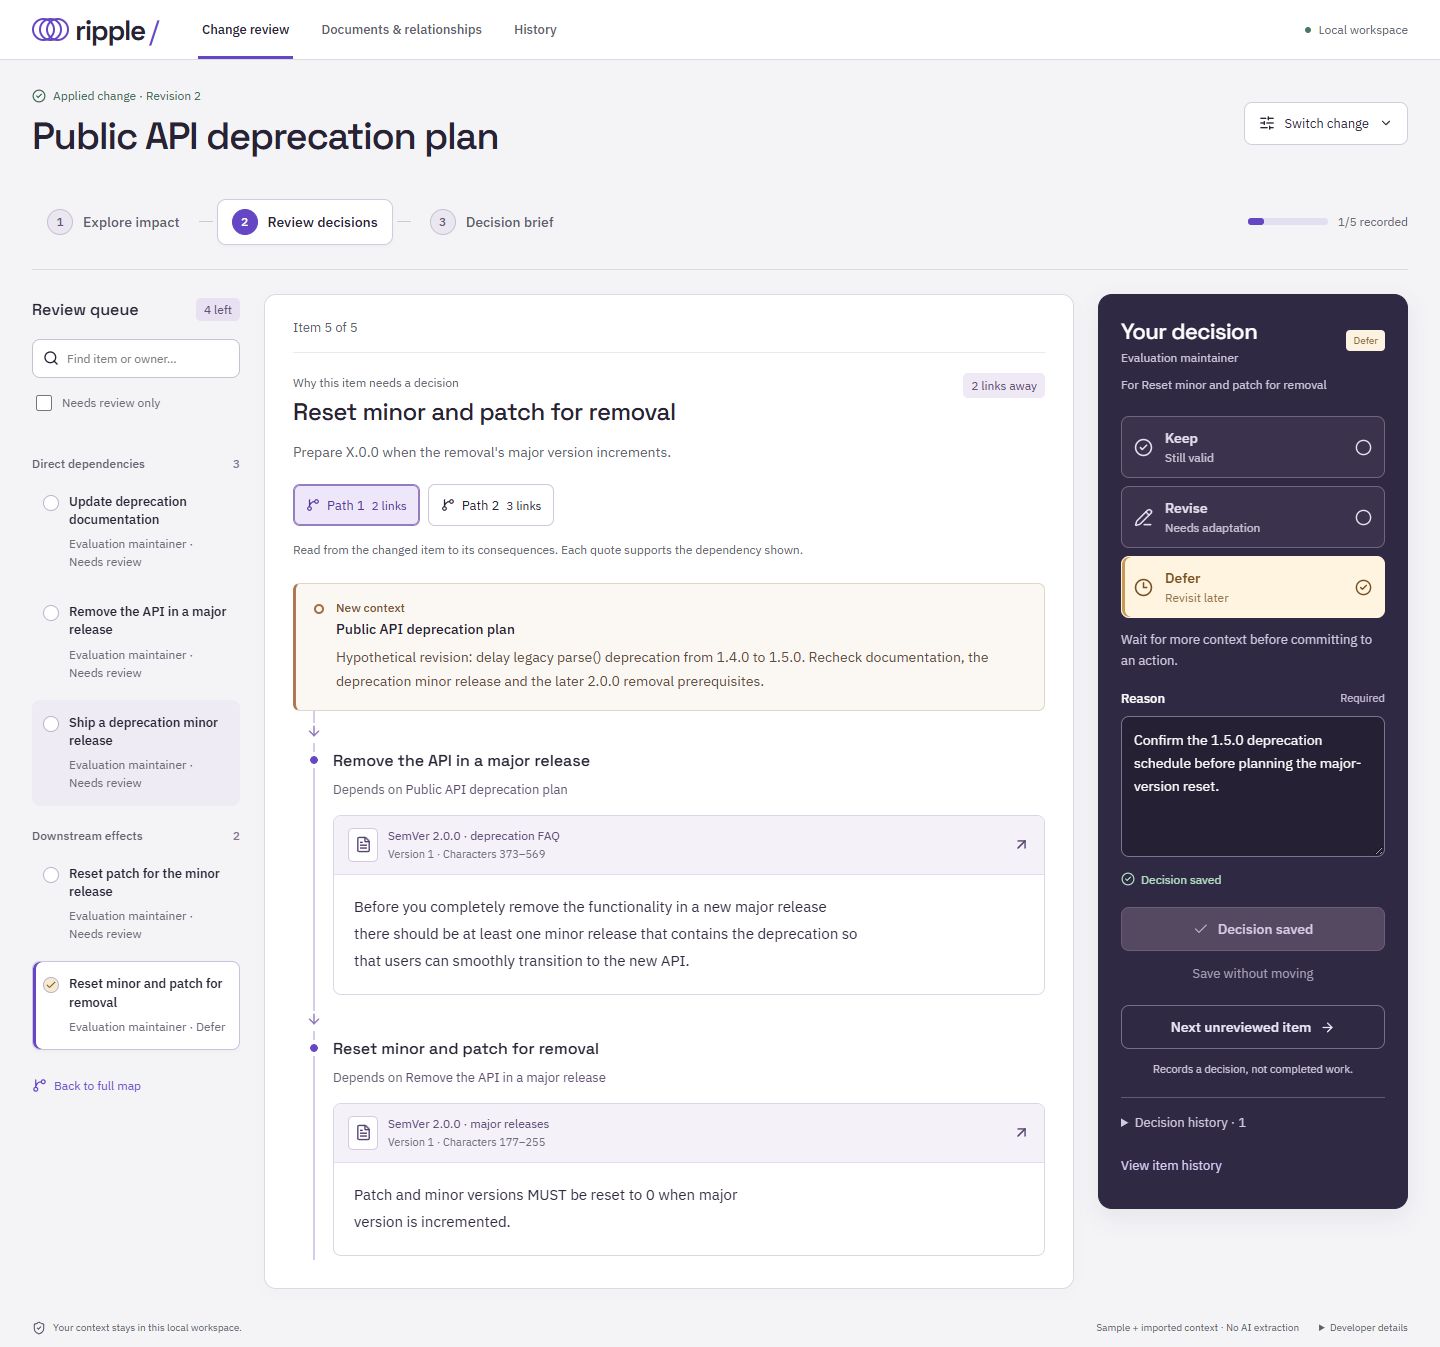 ripple /
Change review
Documents & relationships
History
Local workspace
Applied change · Revision 2
Public API deprecation plan
Switch change
1 Explore impact
2 Review decisions
3 Decision brief
1/5 recorded
Review queue
4 left
Find item or owner...
Needs review only
Direct dependencies 3
Update deprecation
documentation
Evaluation maintainer ·
Needs review
Remove the API in a major
release
Evaluation maintainer ·
Needs review
Ship a deprecation minor
release
Evaluation maintainer ·
Needs review
Downstream effects 2
Reset patch for the minor
release
Evaluation maintainer ·
Needs review
Reset minor and patch for
removal
Evaluation maintainer · Defer
Back to full map
Item 5 of 5
Why this item needs a decision
2 links away
Reset minor and patch for removal
Prepare X.0.0 when the removal's major version increments.
Path 1 2 links
Path 2 3 links
Read from the changed item to its consequences. Each quote supports the dependency shown.
New context
Public API deprecation plan
Hypothetical revision: delay legacy parse() deprecation from 1.4.0 to 1.5.0. Recheck documentation, the
deprecation minor release and the later 2.0.0 removal prerequisites.
Remove the API in a major release
Depends on Public API deprecation plan
SemVer 2.0.0 · deprecation FAQ
Version 1 · Characters 373–569
Before you completely remove the functionality in a new major release
there should be at least one minor release that contains the deprecation so
that users can smoothly transition to the new API.
Reset minor and patch for removal
Depends on Remove the API in a major release
SemVer 2.0.0 · major releases
Version 1 · Characters 177–255
Patch and minor versions MUST be reset to 0 when major
version is incremented.
Your decision
Defer
Evaluation maintainer
For Reset minor and patch for removal
Keep
Still valid
Revise
Needs adaptation
Defer
Revisit later
Wait for more context before committing to
an action.
Reason
Required
Confirm the 1.5.0 deprecation
schedule before planning the major-
version reset.
Decision saved
Decision saved
Save without moving
Next unreviewed item
Records a decision, not completed work.
Decision history · 1
View item history
Your context stays in this local workspace.
Sample + imported context · No AI extraction
Developer details